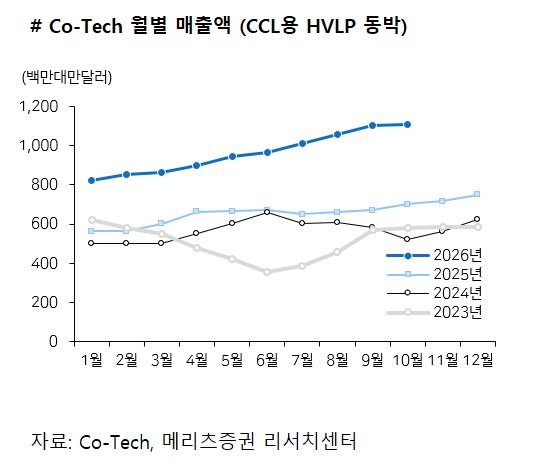 # Co-Tech 월별 매출액 (CCL용 HVLP 동박)
(백만대만달러)
1,200
1,000
800
600
400
200
0
1월 2월 3월 4월 5월 6월 7월 8월 9월 10월 11월 12월
2026년
2025년
2024년
2023년
자료: Co-Tech, 메리츠증권 리서치센터